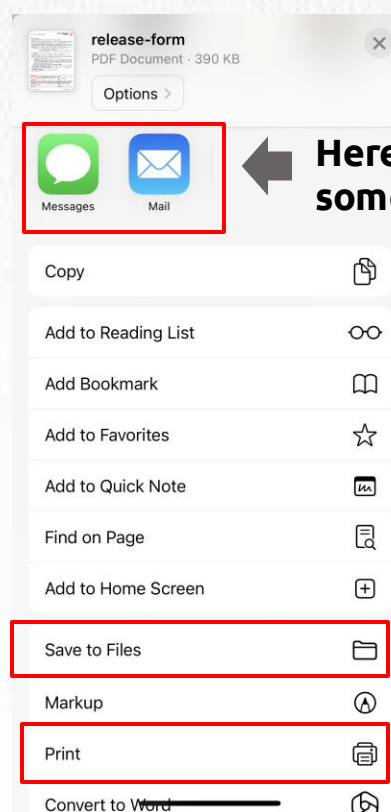 release-form
PDF Document · 390 KB
Options >
Here
some
Messages
Mail
Copy
Add to Reading List
Add Bookmark
Add to Favorites
Add to Quick Note
Find on Page
Add to Home Screen
Save to Files
Markup
Print
Convert to Word